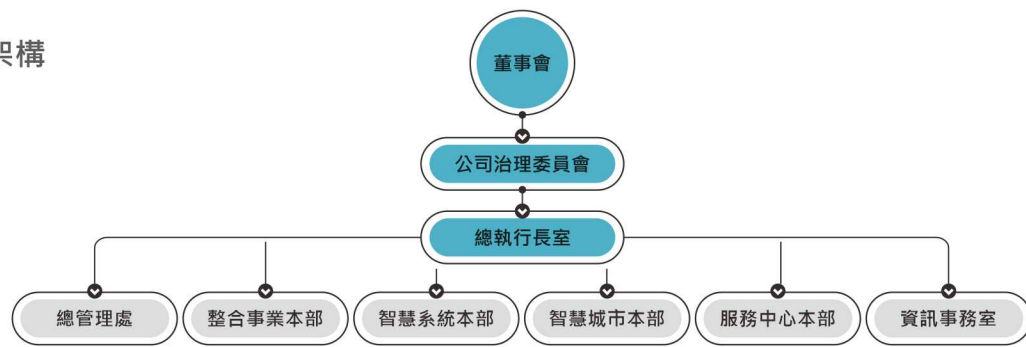 架構
董事會
公司治理委員會
總執行長室
總管理處
整合事業本部
智慧系統本部
智慧城市本部
服務中心本部
資訊事務室